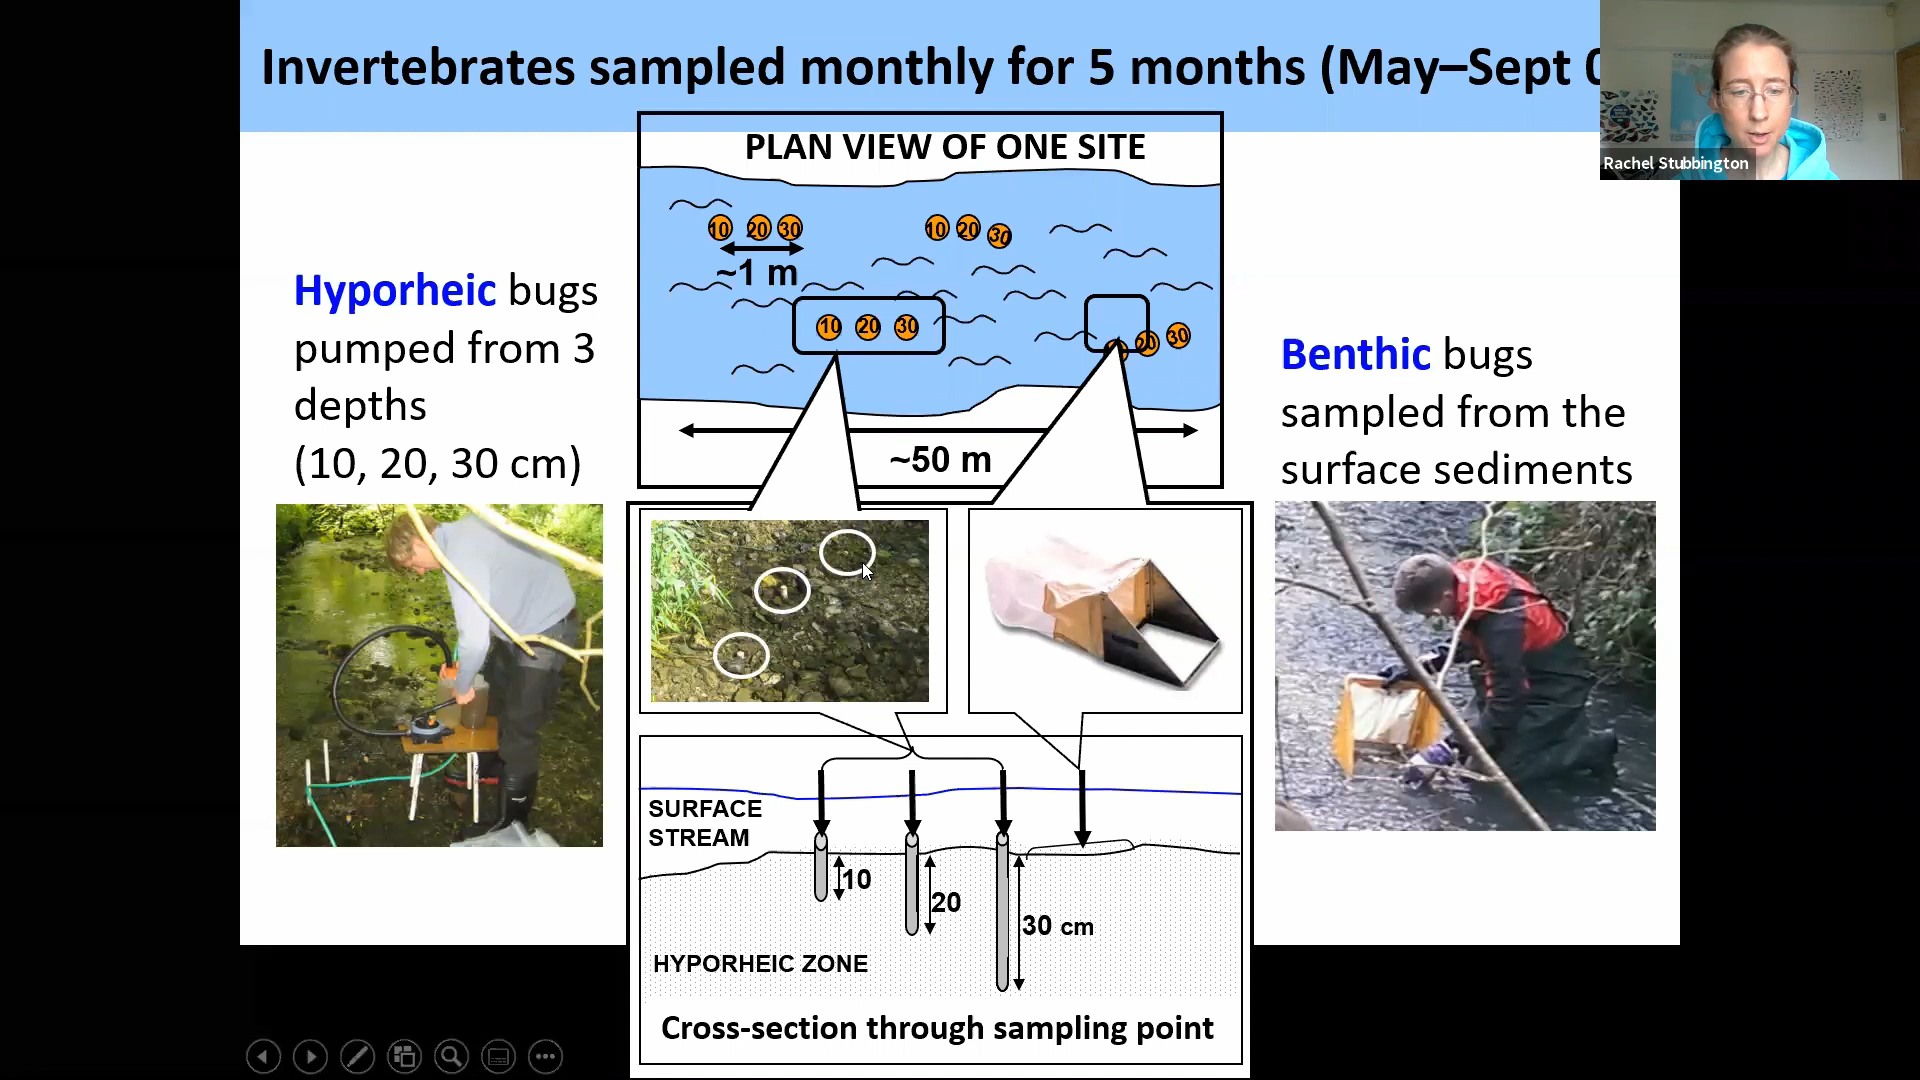 Invertebrates sampled monthly for 5 months (May–Sept
Rachel Stubbington
PLAN VIEW OF ONE SITE
10 20 30
10 20 30
~1 m
10 20 30
20 30
~50 m
Hyporheic bugs
pumped from 3
depths
(10, 20, 30 cm)
Benthic bugs
sampled from the
surface sediments
SURFACE
STREAM
10
20
30 cm
HYPORHEIC ZONE
Cross-section through sampling point